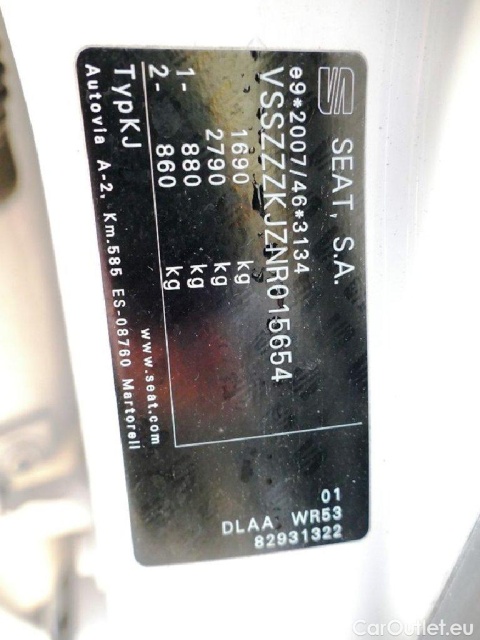 SEAT, S.A.
e9*2007/46*3134
VSSZZZKJZNR015654
1690 kg
2790 kg
1- 880 kg
2- 860 kg
TypKJ
www.seat.com
Autovia A-2, Km.585 ES-08760 Martorell
01
DLAA WR53
82931322
CarOutlet.eu